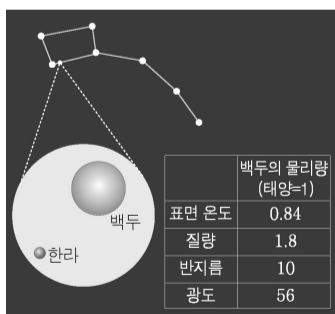 백두
한라
백두의 물리량
(태양=1)
표면 온도 0.84
질량 1.8
반지름 10
광도 56